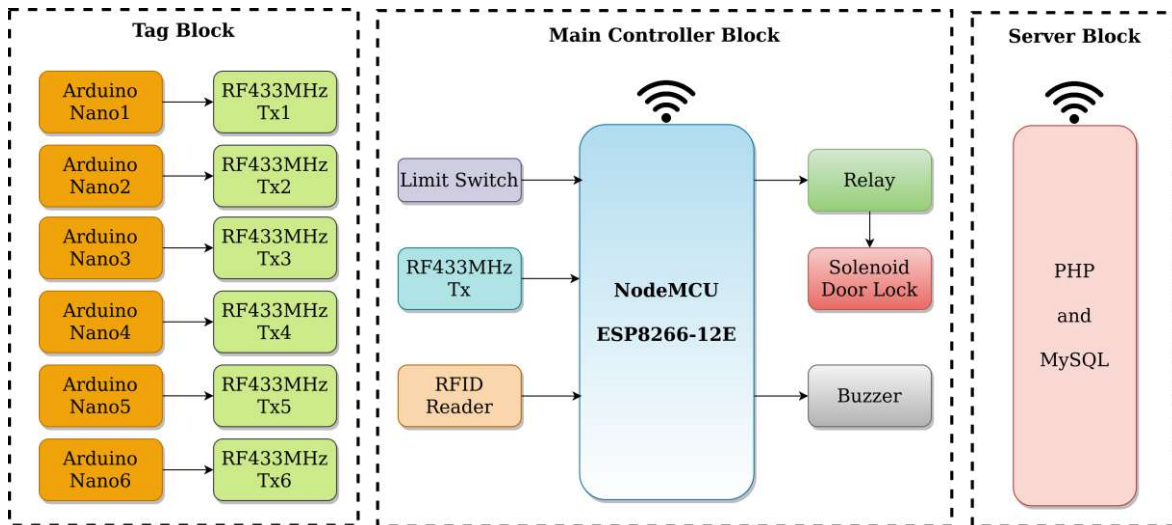 Tag Block
Arduino
Nano1
RF433MHz
Tx1
Arduino
Nano2
RF433MHz
Tx2
Arduino
Nano3
RF433MHz
Tx3
Arduino
Nano4
RF433MHz
Tx4
Arduino
Nano5
RF433MHz
Tx5
Arduino
Nano6
RF433MHz
Tx6
Main Controller Block
Limit Switch
RF433MHz
Tx
RFID
Reader
NodeMCU
ESP8266-12E
Relay
Solenoid
Door Lock
Buzzer
Server Block
PHP
and
MySQL